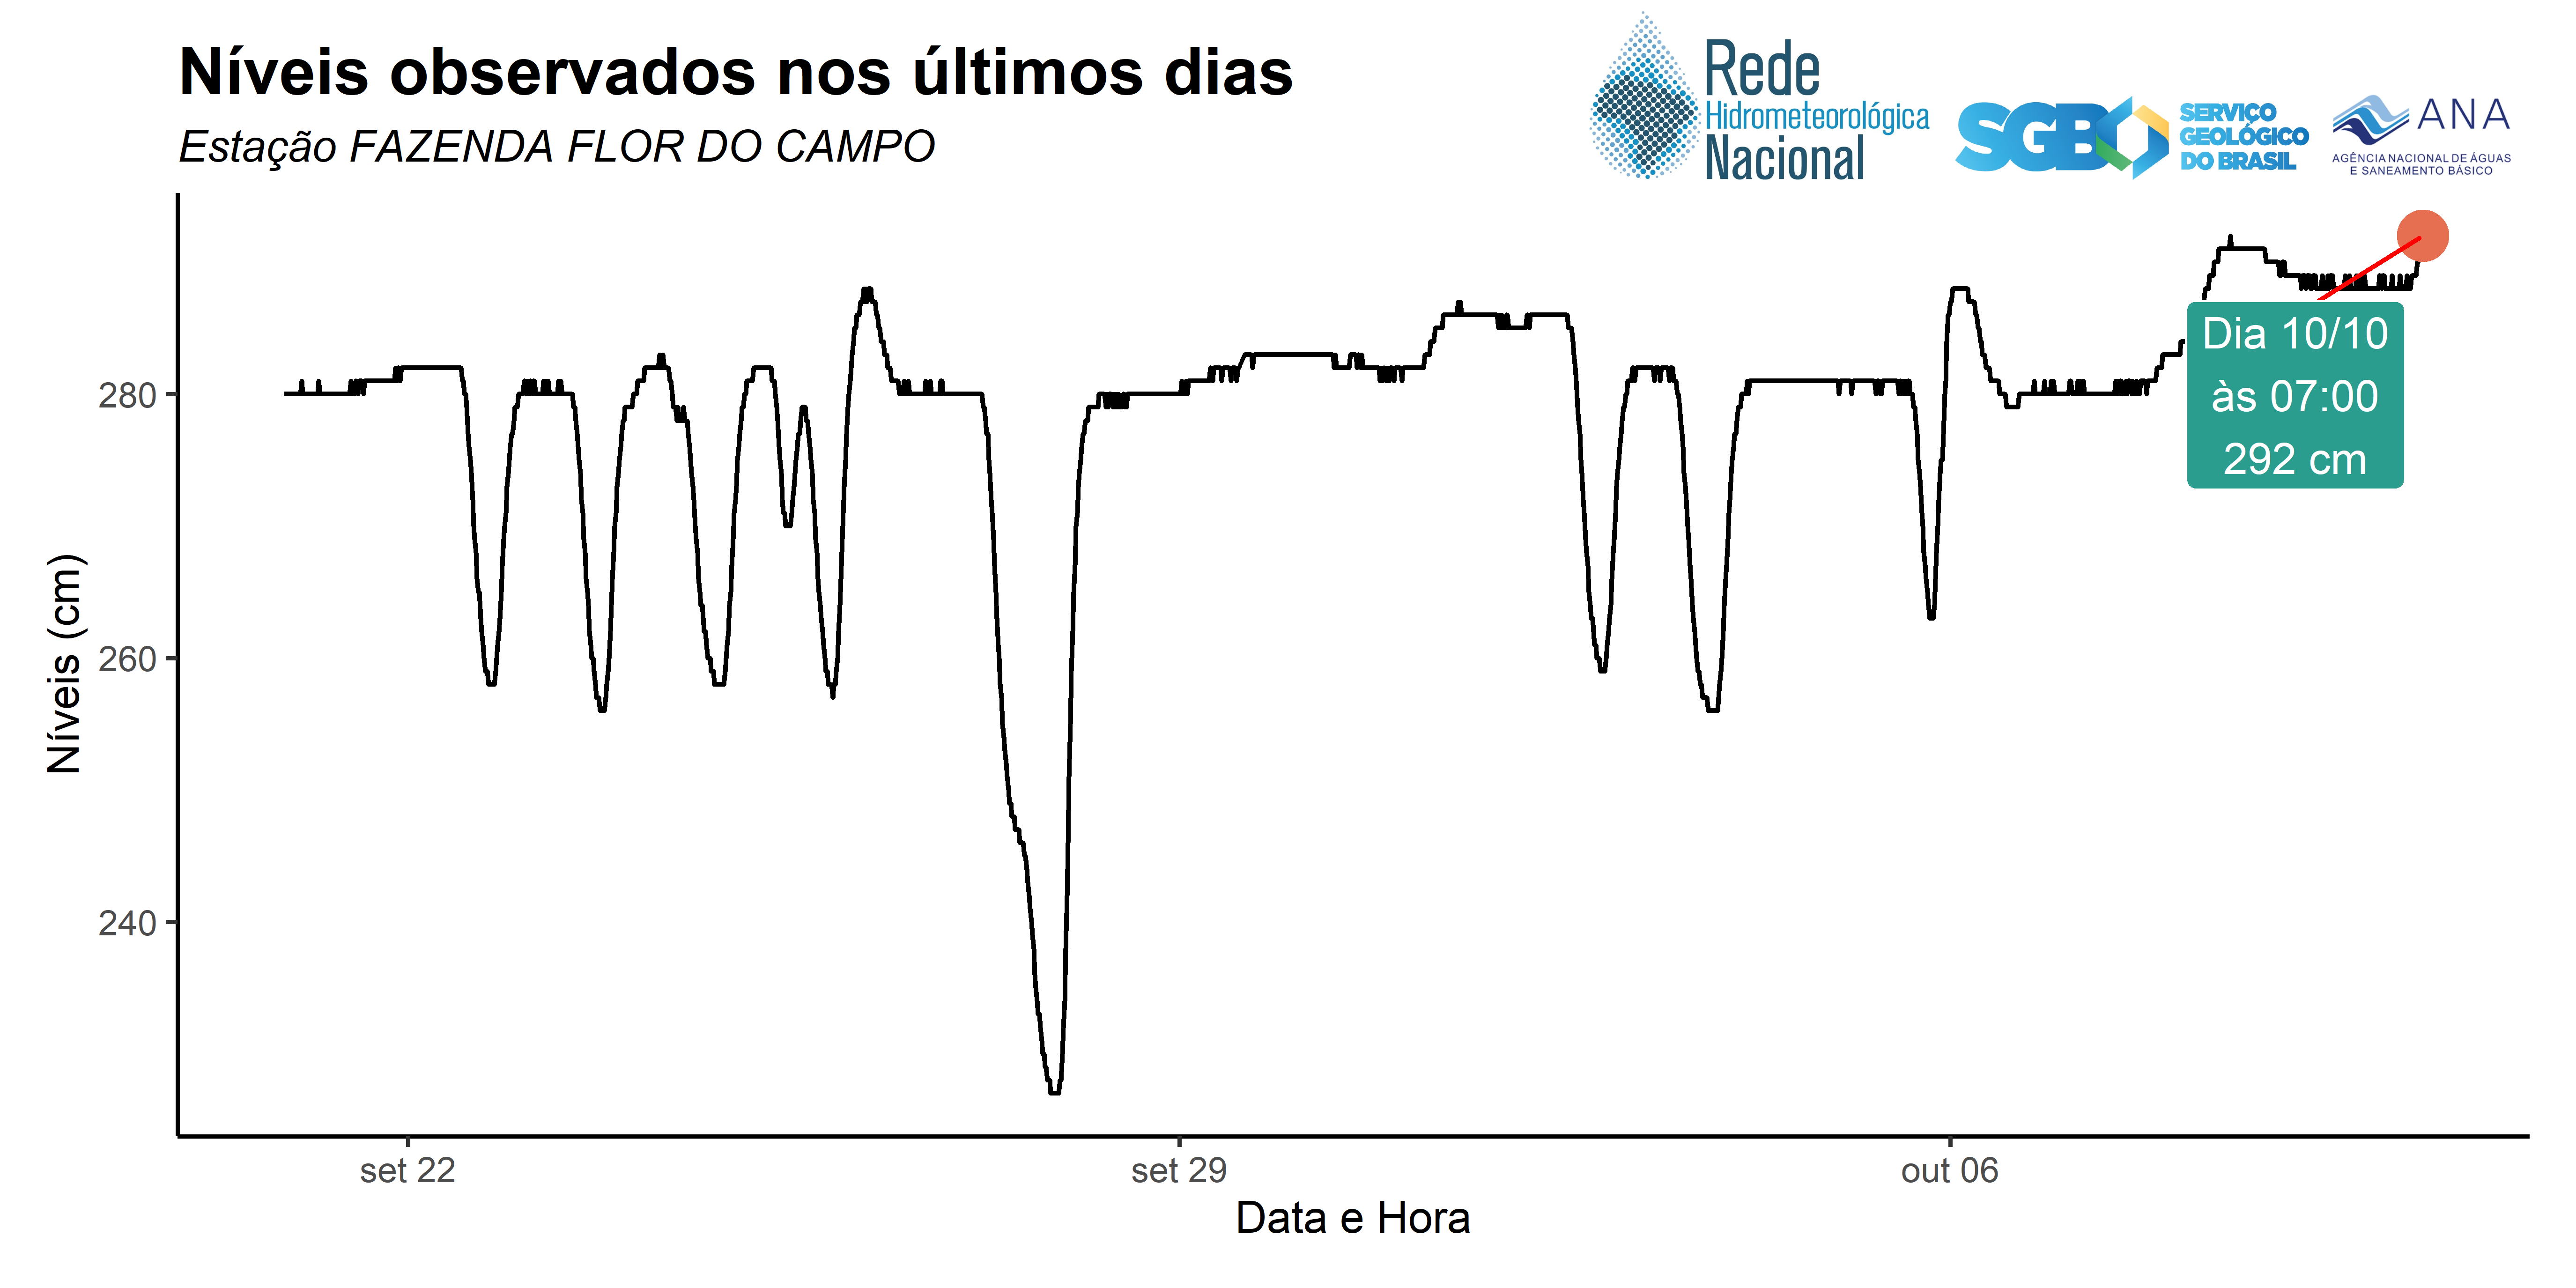 Níveis observados nos últimos dias
Estação FAZENDA FLOR DO CAMPO
Rede
Hidrometeorológica
Nacional
SGB
SERVIÇO
GEOLÓGICO
DO BRASIL
ANA
AGÊNCIA NACIONAL DE ÁGUAS
E SANEAMENTO BÁSICO
Níveis (cm)
280
260
240
Dia 10/10
às 07:00
292 cm
set 22
set 29
out 06
Data e Hora